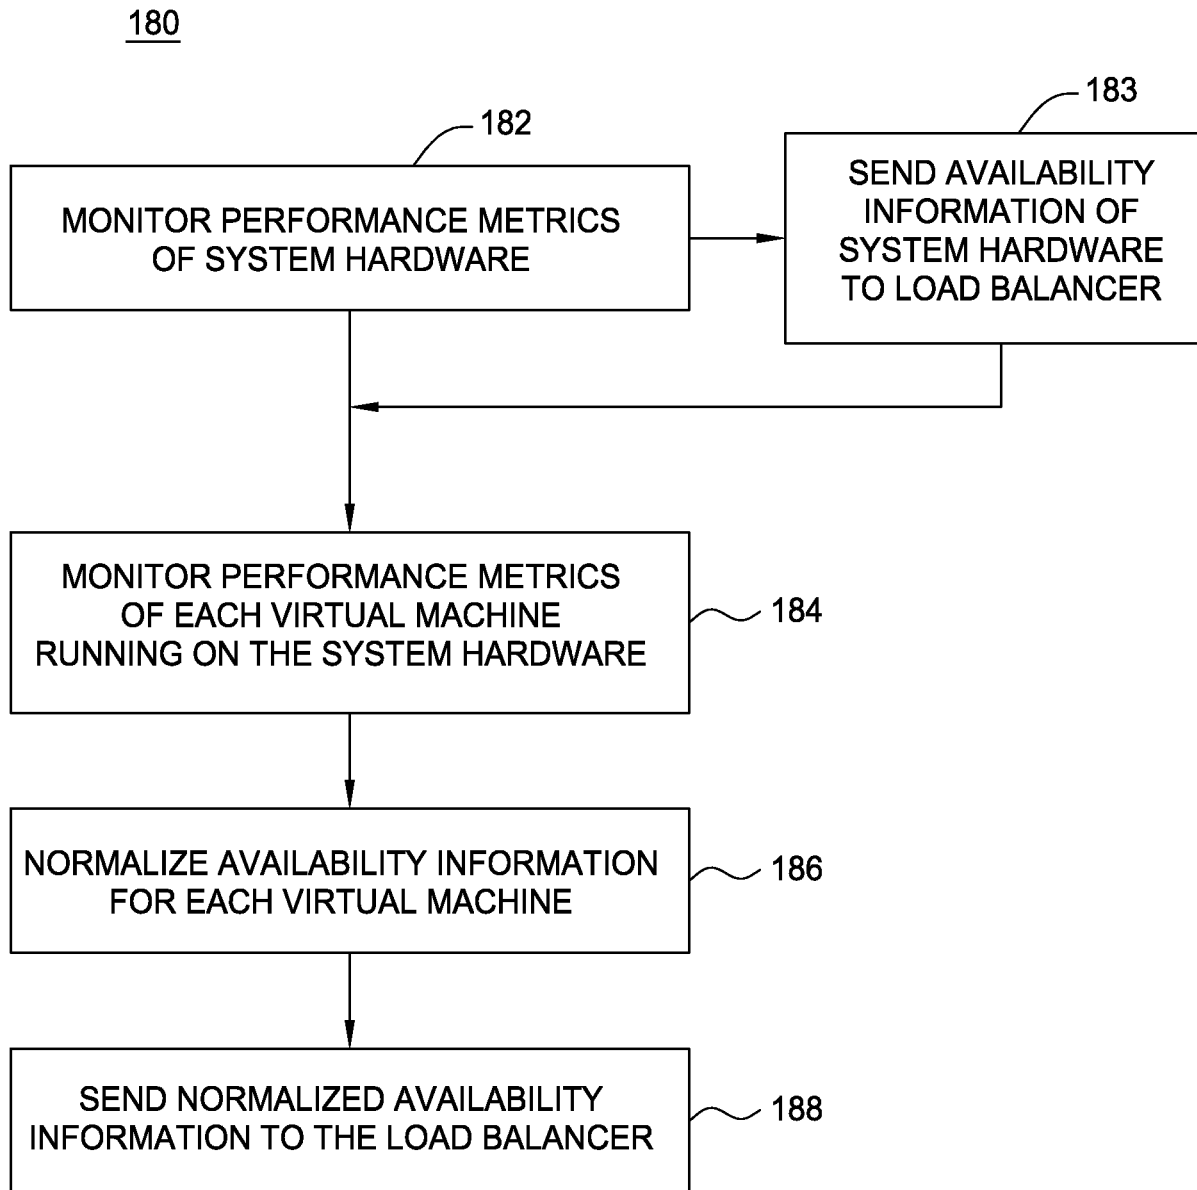 180
182
MONITOR PERFORMANCE METRICS
OF SYSTEM HARDWARE
183
SEND AVAILABILITY
INFORMATION OF
SYSTEM HARDWARE
TO LOAD BALANCER
MONITOR PERFORMANCE METRICS
OF EACH VIRTUAL MACHINE
RUNNING ON THE SYSTEM HARDWARE
184
NORMALIZE AVAILABILITY INFORMATION
FOR EACH VIRTUAL MACHINE
186
SEND NORMALIZED AVAILABILITY
INFORMATION TO THE LOAD BALANCER
188